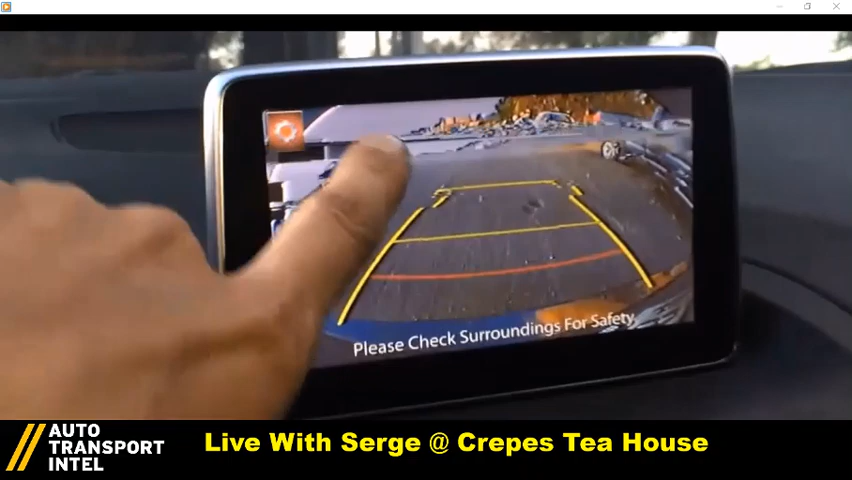 Please Check Surroundings For Safety
AUTO
TRANSPORT
INTEL
Live With Serge @ Crepes Tea House